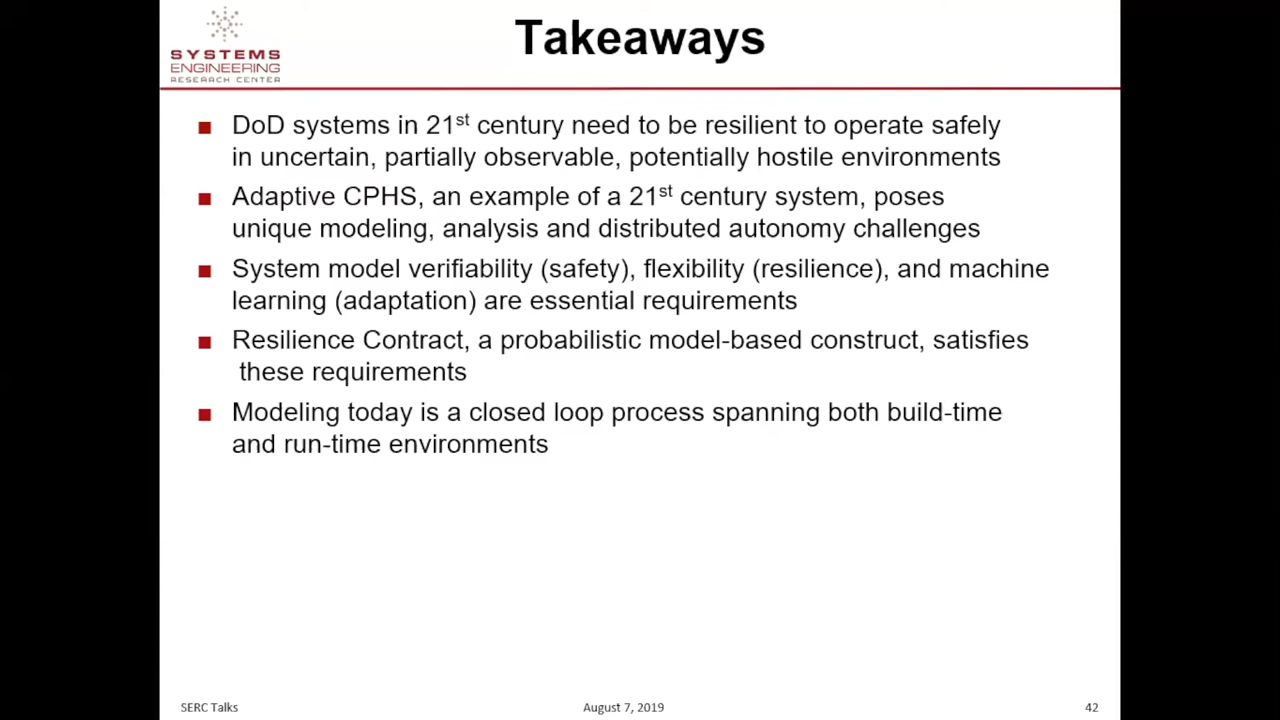 SYSTEMS
ENGINEERING
RESEARCH CENTER
Takeaways
DoD systems in 21st century need to be resilient to operate safely
in uncertain, partially observable, potentially hostile environments
Adaptive CPHS, an example of a 21st century system, poses
unique modeling, analysis and distributed autonomy challenges
System model verifiability (safety), flexibility (resilience), and machine
learning (adaptation) are essential requirements
Resilience Contract, a probabilistic model-based construct, satisfies
these requirements
Modeling today is a closed loop process spanning both build-time
and run-time environments
SERC Talks
August 7, 2019
42